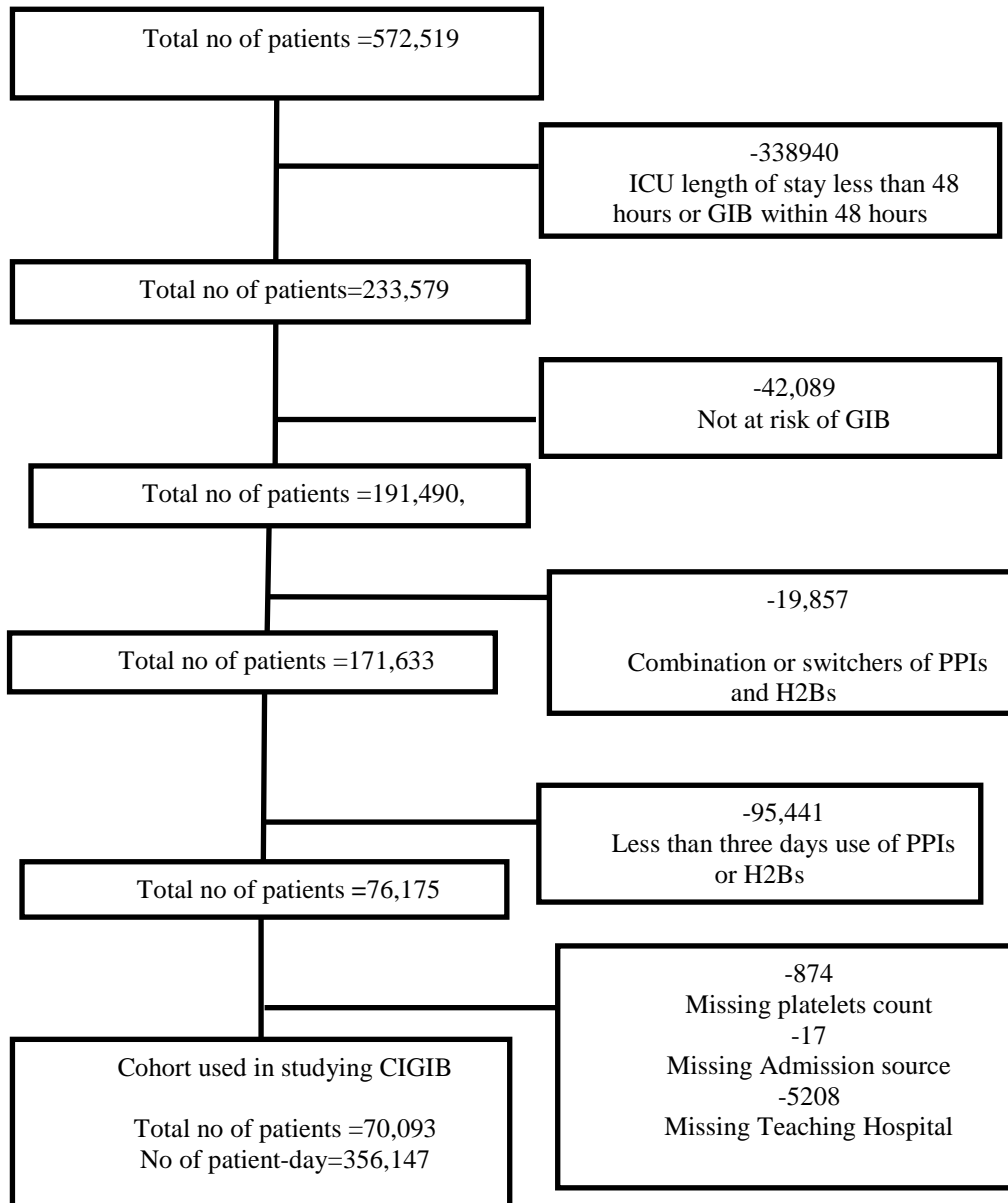 Total no of patients =572,519
-338940
ICU length of stay less than 48
hours or GIB within 48 hours
Total no of patients=233,579
-42,089
Not at risk of GIB
Total no of patients =191,490,
-19,857
Combination or switchers of PPIs
and H2Bs
Total no of patients =171,633
-95,441
Less than three days use of PPIs
or H2Bs
Total no of patients =76,175
-874
Missing platelets count
-17
Missing Admission source
-5208
Missing Teaching Hospital
Cohort used in studying CIGIB
Total no of patients =70,093
No of patient-day=356,147